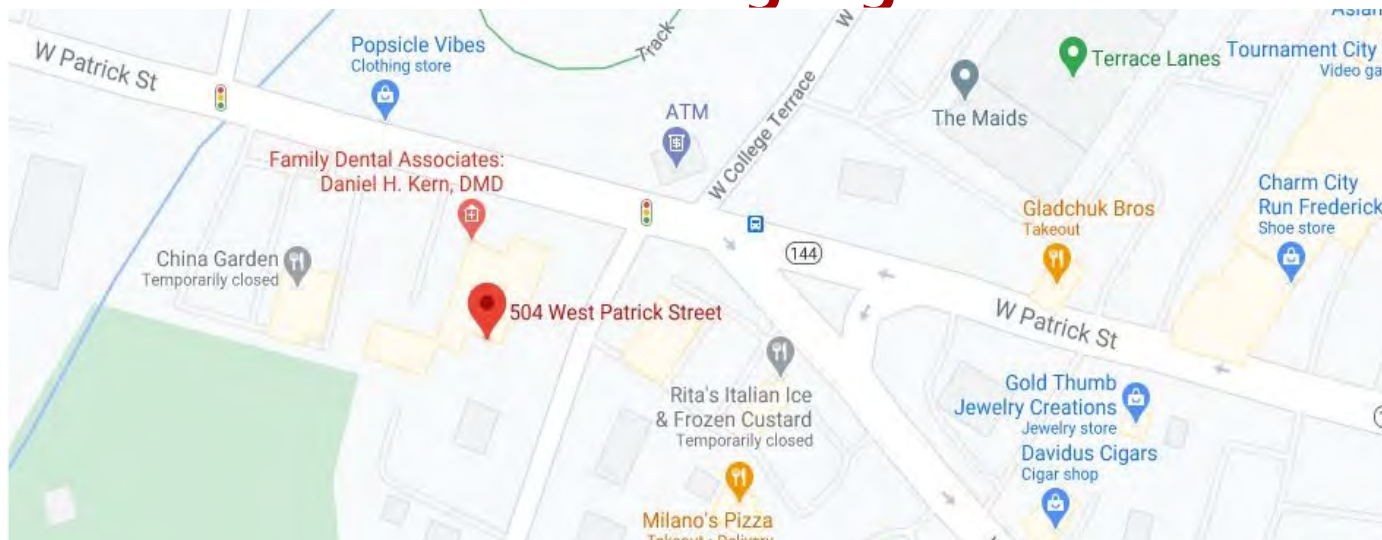 W Patrick St
Popsicle Vibes
Clothing store
Track
ATM
W College Terrace
W
The Maids
Terrace Lanes
Tournament City
Video ga
Family Dental Associates:
Daniel H. Kern, DMD
China Garden
Temporarily closed
504 West Patrick Street
144
Gladchuk Bros
Takeout
Charm City
Run Frederick
Shoe store
W Patrick St
Rita's Italian Ice
& Frozen Custard
Temporarily closed
Gold Thumb
Jewelry Creations
Jewelry store
Davidus Cigars
Cigar shop
Milano's Pizza
Takeout • Delivery